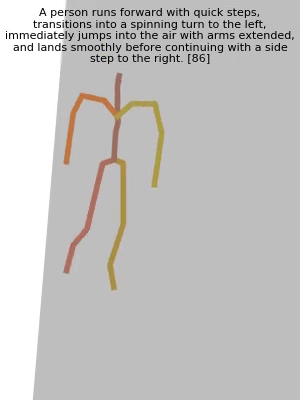 A person runs forward with quick steps,
transitions into a spinning turn to the left,
immediately jumps into the air with arms extended,
and lands smoothly before continuing with a side
step to the right. [86]